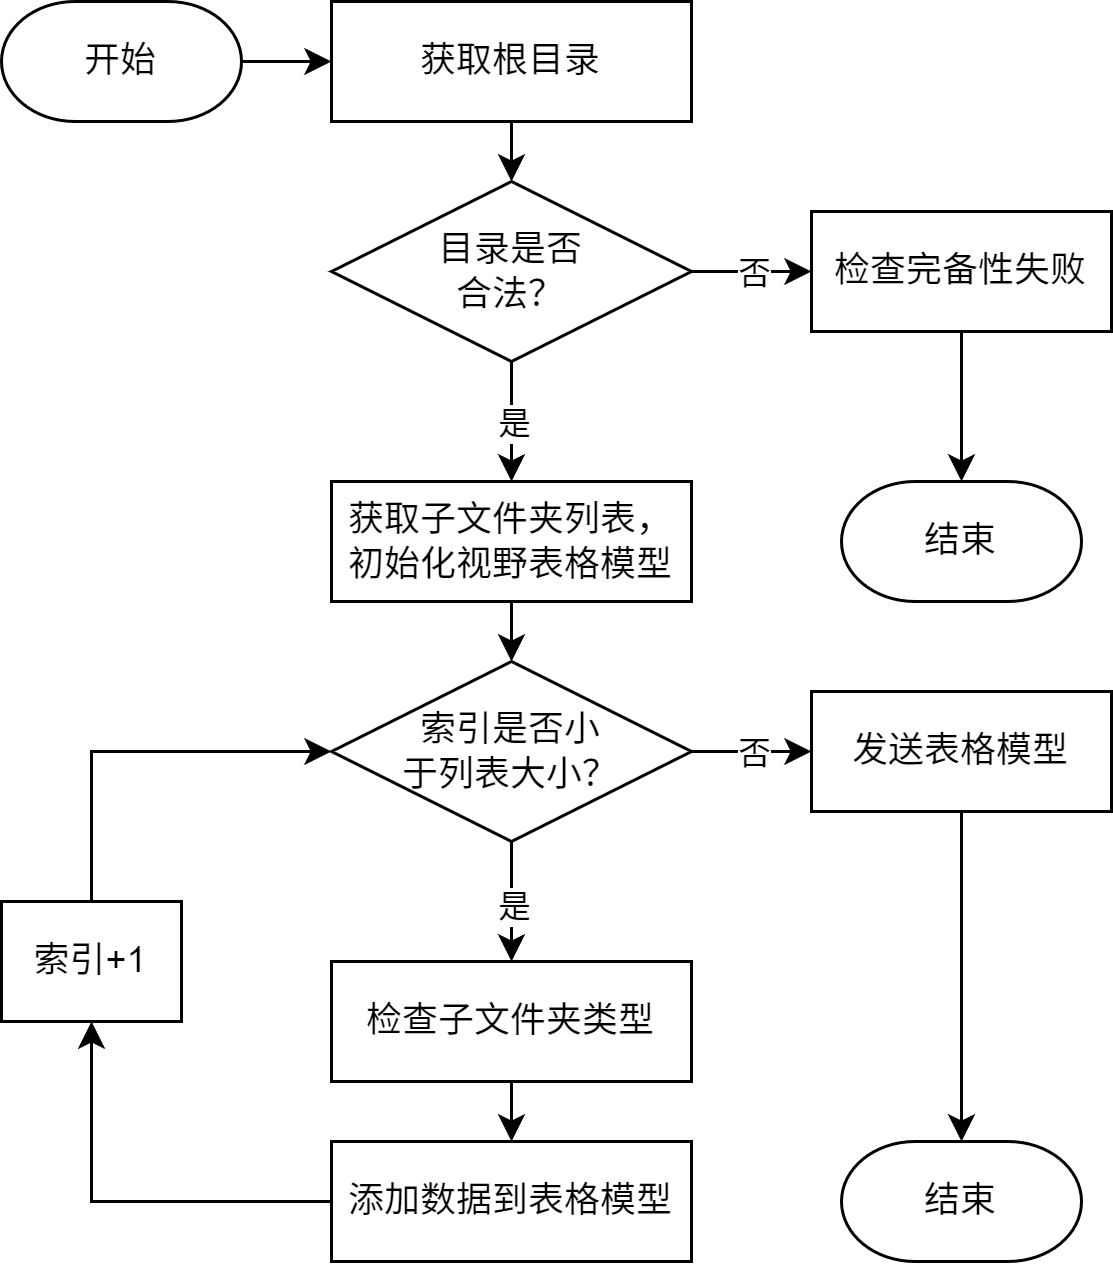 开始
获取根目录
目录是否
合法？
否
检查完备性失败
是
获取子文件夹列表，
初始化视野表格模型
结束
索引是否小
于列表大小？
否
发送表格模型
是
索引+1
检查子文件夹类型
添加数据到表格模型
结束